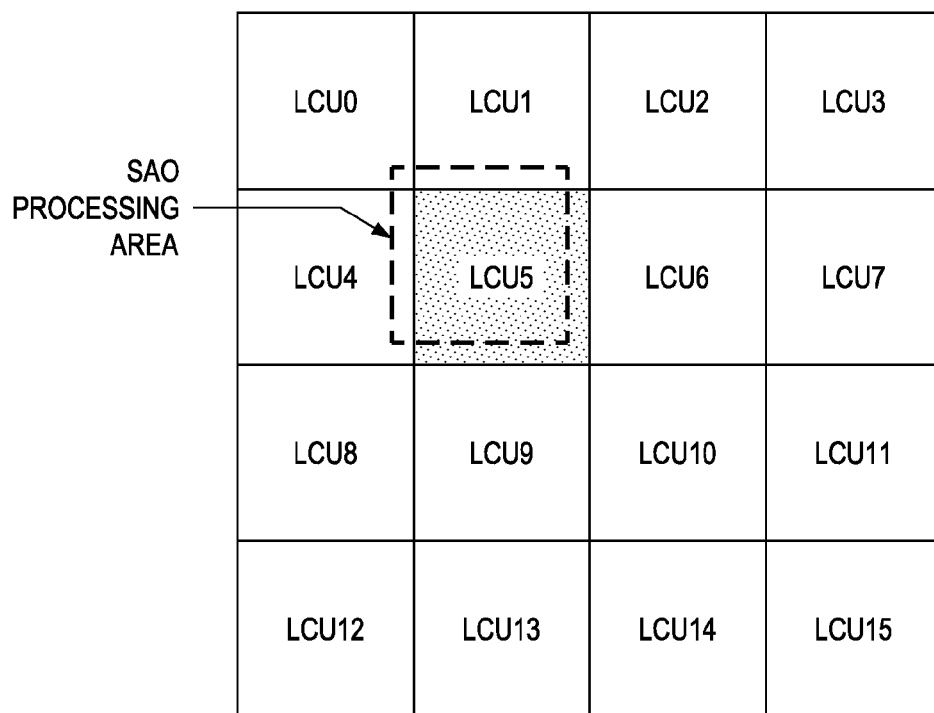 LCU0 LCU1 LCU2 LCU3
SAO
PROCESSING
AREA
LCU4 LCU5 LCU6 LCU7
LCU8 LCU9 LCU10 LCU11
LCU12 LCU13 LCU14 LCU15